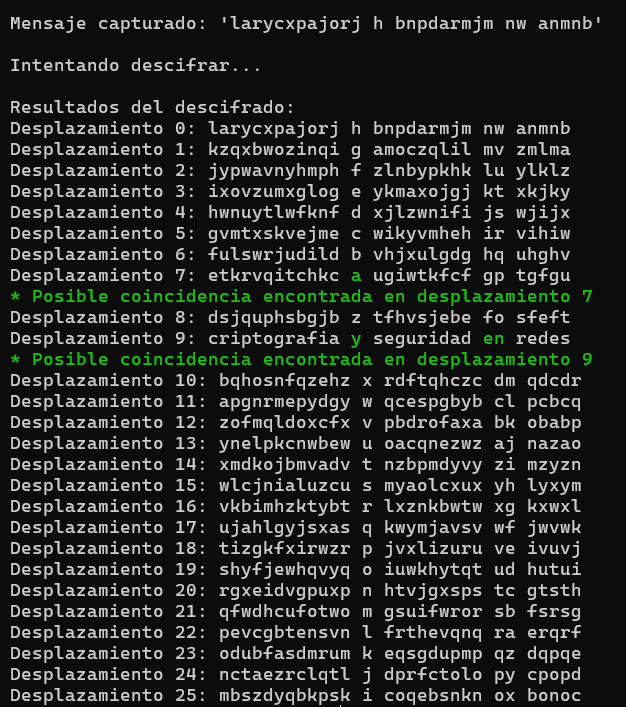 Mensaje capturado: 'larycxpajorj h bnpdarmjm nw anmnb'
Intentando descifrar...
Resultados del descifrado:
Desplazamiento 0: larycxpajorj h bnpdarmjm nw anmnb
Desplazamiento 1: kzqxbwozinqi g amoczqlil mv zmlma
Desplazamiento 2: jypwavnyhmph f zlnbypkhk lu ylklz
Desplazamiento 3: ixovzumxglog e ykmaxojgj kt xkjky
Desplazamiento 4: hwnuytlwfknf d xjlzwnifi js wjijx
Desplazamiento 5: gvmtxskvejme c wikyvmheh ir vihiw
Desplazamiento 6: fulswrjudild b vhjxulgdg hq uhghv
Desplazamiento 7: etkrvqitchkc a ugiwtkfcf gp tgfgu
* Posible coincidencia encontrada en desplazamiento 7
Desplazamiento 8: dsjquphsbgjb z tfhvsjebe fo sfeft
Desplazamiento 9: criptografia y seguridad en redes
* Posible coincidencia encontrada en desplazamiento 9
Desplazamiento 10: bqhosnfqzehz x rdftqhczc dm qdcdr
Desplazamiento 11: apgnrmepydgy w qcespgbyb cl pcbcq
Desplazamiento 12: zofmqldoxcfx v pbdrofaxa bk obabp
Desplazamiento 13: ynelpkcnwbew u oacqnezwz aj nazao
Desplazamiento 14: xmdkojbmvadv t nzbpmdyvy zi mzyzn
Desplazamiento 15: wlcjnialuzcu s myaolcxux yh lyxym
Desplazamiento 16: vkbimhzktybt r lxznkbwtw xg kxwxl
Desplazamiento 17: ujahlgyjsxas q kwymjavsv wf jwvwk
Desplazamiento 18: tizgkfxirwzr p jvxlizuru ve ivuvj
Desplazamiento 19: shyfjewhqvyq o iuwkhytqt ud hutui
Desplazamiento 20: rgxeidvgpuxp n htvjgxsps tc gtsth
Desplazamiento 21: qfwdhcufotwo m gsuifwror sb fsrsg
Desplazamiento 22: pevcgbtensvn l frthevqnq ra erqrf
Desplazamiento 23: odubfasdmrum k eqsgdupmp qz dqpqe
Desplazamiento 24: nctaezrclqtl j dprfctolo py cpopd
Desplazamiento 25: mbszdyqbkpsk i coqebsnkn ox bonoc